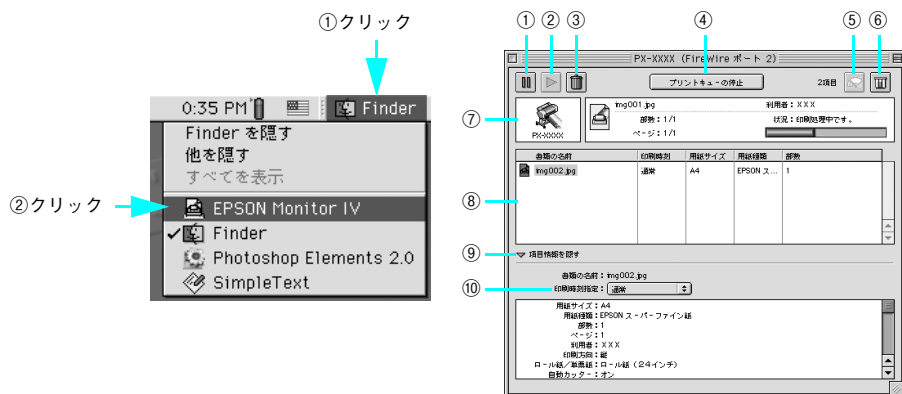 ①クリック
0:35 PM
Finder
Finder を隠す
他を隠す
すべてを表示
②クリック
EPSON Monitor IV
✓Finder
Photoshop Elements 2.0
SimpleText
① ② ③ ④ ⑤ ⑥
PX-XXXX (FireWire ポート 2)
プリントキューの停止
2項目
⑦
PX-XXXX
img001.jpg
利用者:XXX
部数:1/1
状況:印刷処理中です。
ページ:1/1
書類の名前 印刷時刻 用紙サイズ 用紙種類 部数
img002.jpg 通常 A4 EPSON ス... 1
⑧
⑨
▽ 項目情報を隠す
書類の名前:img002.jpg
⑩
印刷時刻指定:通常
用紙サイズ:A4
用紙種類:EPSON スーパーファイン紙
部数:1
ページ:1
利用者:XXX
印刷方向:縦
ロール紙/単票紙:ロール紙(24インチ)
自動カッター:オン